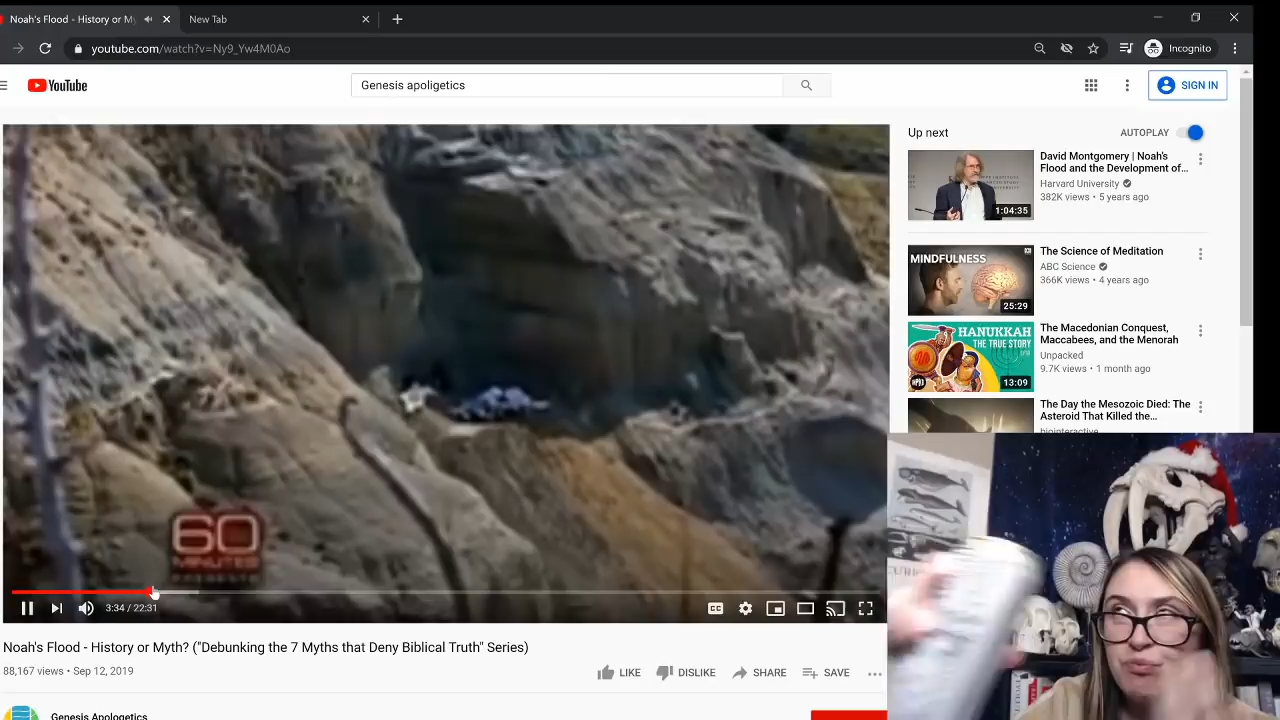 Noah's Flood - History or My
New Tab
youtube.com/watch?v=Ny9_Yw4M0Ao
Incognito
YouTube
Genesis apoligetics
SIGN IN
Up next
AUTOPLAY
David Montgomery | Noah's
Flood and the Development of...
Harvard University
382K views • 5 years ago
1:04:35
MINDFULNESS
The Science of Meditation
ABC Science
366K views • 4 years ago
25:29
HANUKKAH
THE TRUE STORY
The Macedonian Conquest,
Maccabees, and the Menorah
Unpacked
9.7K views • 1 month ago
13:09
The Day the Mesozoic Died: The
Asteroid That Killed the...
biointeractive
60
MINUTES
3:34 / 22:31
Noah's Flood - History or Myth? ("Debunking the 7 Myths that Deny Biblical Truth" Series)
88,167 views • Sep 12, 2019
LIKE
DISLIKE
SHARE
SAVE
Genesis Apologetics